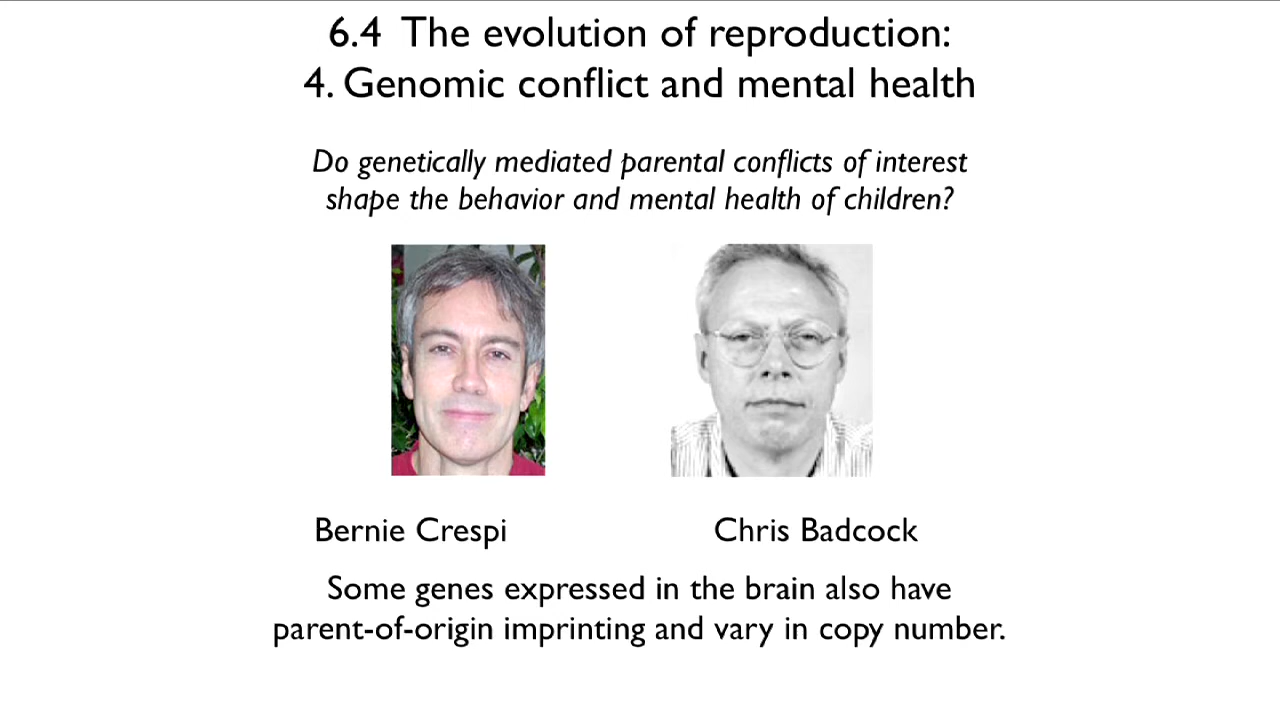 6.4 The evolution of reproduction:
4. Genomic conflict and mental health
Do genetically mediated parental conflicts of interest
shape the behavior and mental health of children?
Bernie Crespi
Chris Badcock
Some genes expressed in the brain also have
parent-of-origin imprinting and vary in copy number.